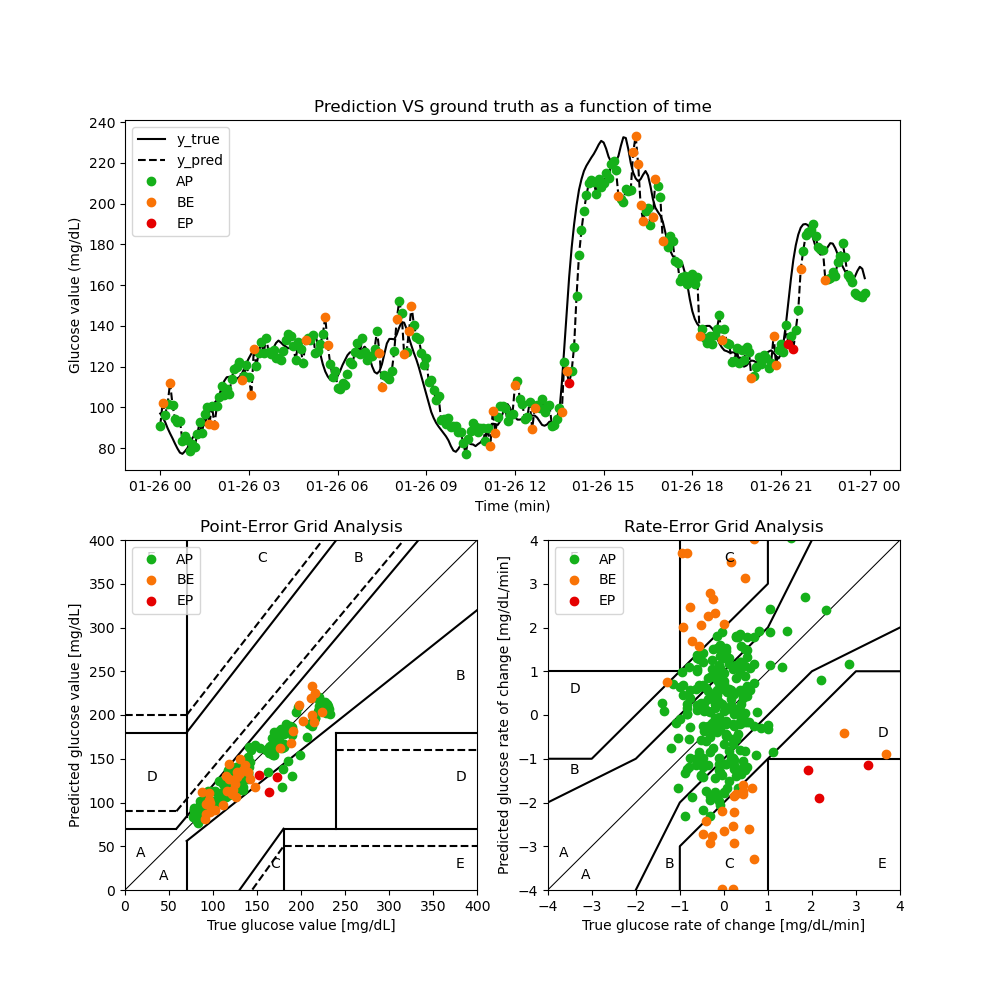 Prediction VS ground truth as a function of time
Glucose value (mg/dL)
240
220
200
180
160
140
120
100
80
y_true
y_pred
AP
BE
EP
01-26 00
01-26 03
01-26 06
01-26 09
01-26 12
01-26 15
01-26 18
01-26 21
01-27 00
Time (min)
Point-Error Grid Analysis
Predicted glucose value [mg/dL]
400
350
300
250
200
150
100
50
0
AP
BE
EP
C
B
B
D
D
A
A
C
E
0
50
100
150
200
250
300
350
400
True glucose value [mg/dL]
Rate-Error Grid Analysis
Predicted glucose rate of change [mg/dL/min]
4
3
2
1
0
−1
−2
−3
−4
AP
BE
EP
C
D
D
B
A
A
B
C
E
−4
−3
−2
−1
0
1
2
3
4
True glucose rate of change [mg/dL/min]